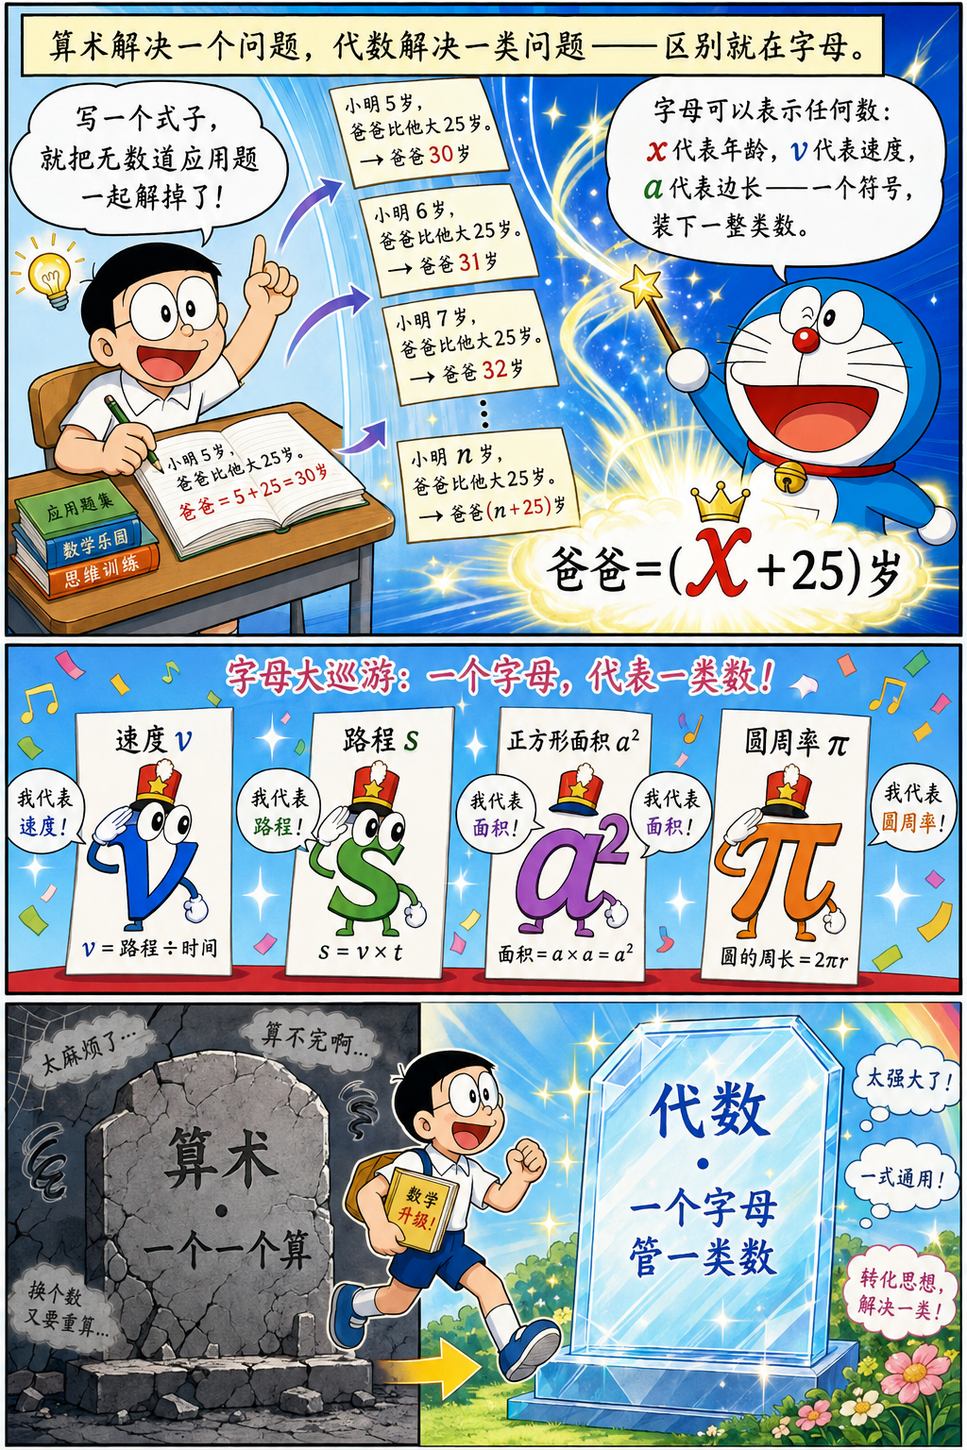 算术解决一个问题，代数解决一类问题——区别就在字母。
写一个式子，
就把无数道应用题
一起解掉了！
小明5岁，
爸爸比他大25岁。
→ 爸爸30岁
小明6岁，
爸爸比他大25岁。
→ 爸爸31岁
小明7岁，
爸爸比他大25岁。
→ 爸爸32岁
⋮
小明n岁，
爸爸比他大25岁。
→ 爸爸(n+25)岁
字母可以表示任何数：
x代表年龄，v代表速度，
a代表边长——一个符号，
装下一整类数。
小明5岁，
爸爸比他大25岁。
爸爸=5+25=30岁
应用题集
数学乐园
思维训练
爸爸=(x+25)岁
字母大巡游：一个字母，代表一类数！
速度v
我代表
速度！
v
v=路程÷时间
路程s
我代表
路程！
s
s=v×t
正方形面积a²
我代表
面积！
a²
我代表
面积！
面积=a×a=a²
圆周率π
π
我代表
圆周率！
圆的周长=2πr
太麻烦了…
算不完啊…
算术
·
一个一个算
换个数
又要重算…
数学
升级！
代数
·
一个字母
管一类数
太强大了！
一式通用！
转化思想，
解决一类！